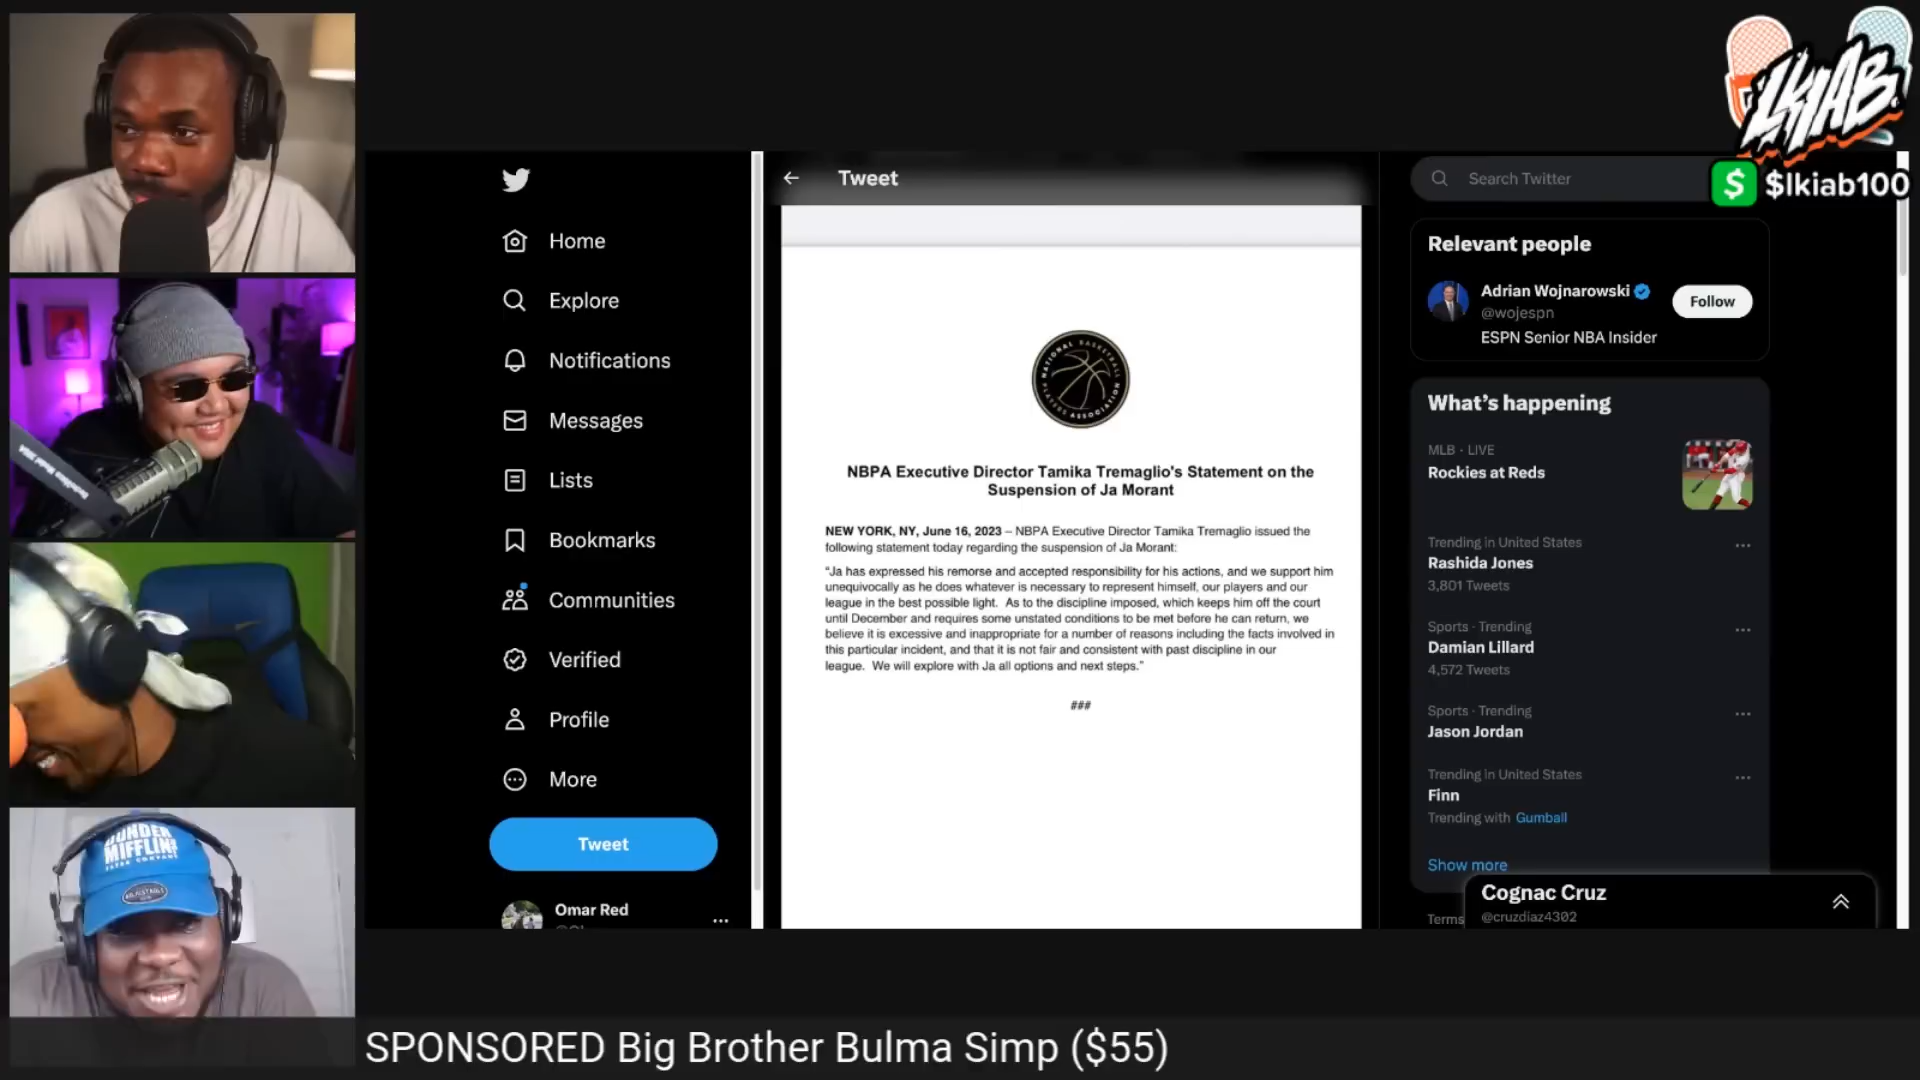 LKIAB
$lkiab100
Tweet
Search Twitter
Home
Explore
Notifications
Messages
Lists
Bookmarks
Communities
Verified
Profile
More
Tweet
Omar Red
NATIONAL BASKETBALL
PLAYERS ASSOCIATION
NBPA Executive Director Tamika Tremaglio's Statement on the
Suspension of Ja Morant
NEW YORK, NY, June 16, 2023 – NBPA Executive Director Tamika Tremaglio issued the
following statement today regarding the suspension of Ja Morant:
"Ja has expressed his remorse and accepted responsibility for his actions, and we support him
unequivocally as he does whatever is necessary to represent himself, our players and our
league in the best possible light. As to the discipline imposed, which keeps him off the court
until December and requires some unstated conditions to be met before he can return, we
believe it is excessive and inappropriate for a number of reasons including the facts involved in
this particular incident, and that it is not fair and consistent with past discipline in our
league. We will explore with Ja all options and next steps."
###
Relevant people
Adrian Wojnarowski
@wojespn
Follow
ESPN Senior NBA Insider
What's happening
MLB · LIVE
Rockies at Reds
Trending in United States
Rashida Jones
3,801 Tweets
Sports · Trending
Damian Lillard
4,572 Tweets
Sports · Trending
Jason Jordan
Trending in United States
Finn
Trending with Gumball
Show more
Terms
Cognac Cruz
@cruzdiaz4302
DUNDER
MIFFLIN
PAPER COMPANY
SPONSORED Big Brother Bulma Simp ($55)